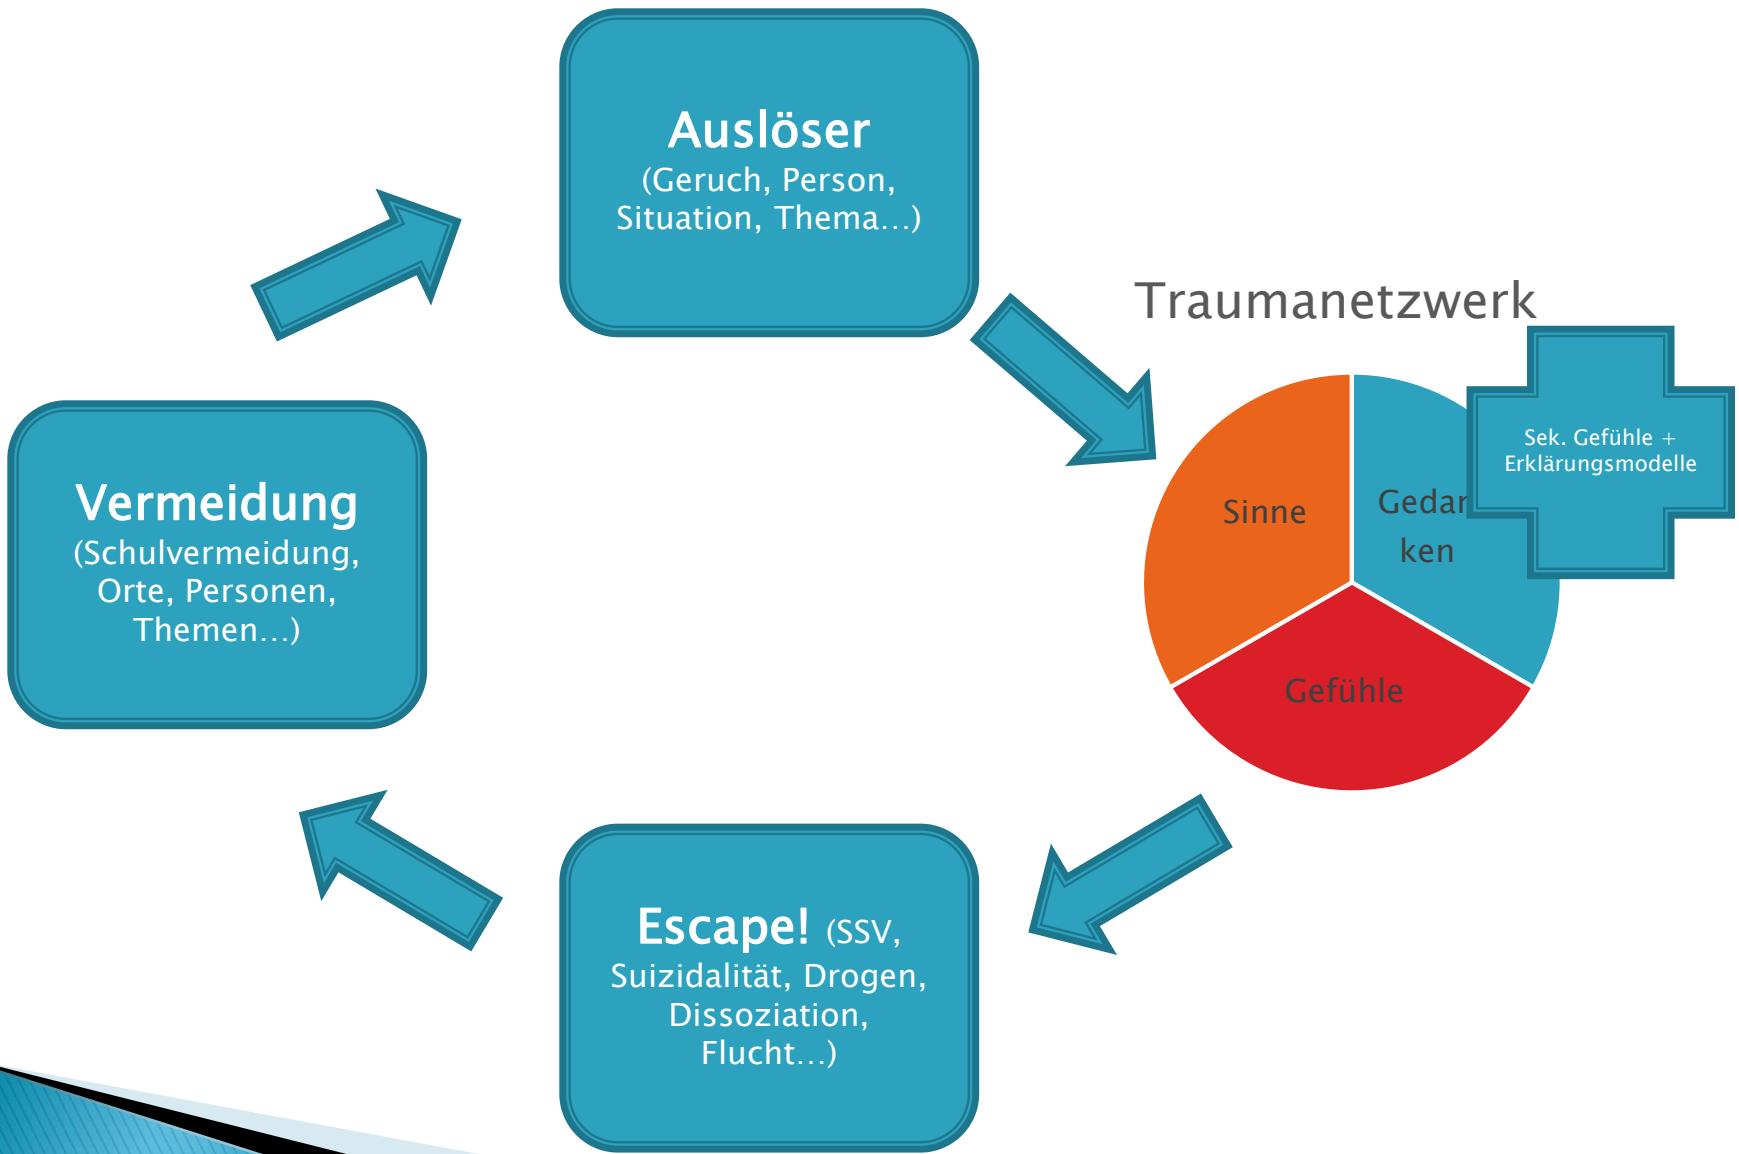 Auslöser
(Geruch, Person,
Situation, Thema…)
Traumanetzwerk
Sinne
Gedan
ken
Sek. Gefühle +
Erklärungsmodelle
Gefühle
Escape! (SSV,
Suizidalität, Drogen,
Dissoziation,
Flucht…)
Vermeidung
(Schulvermeidung,
Orte, Personen,
Themen…)